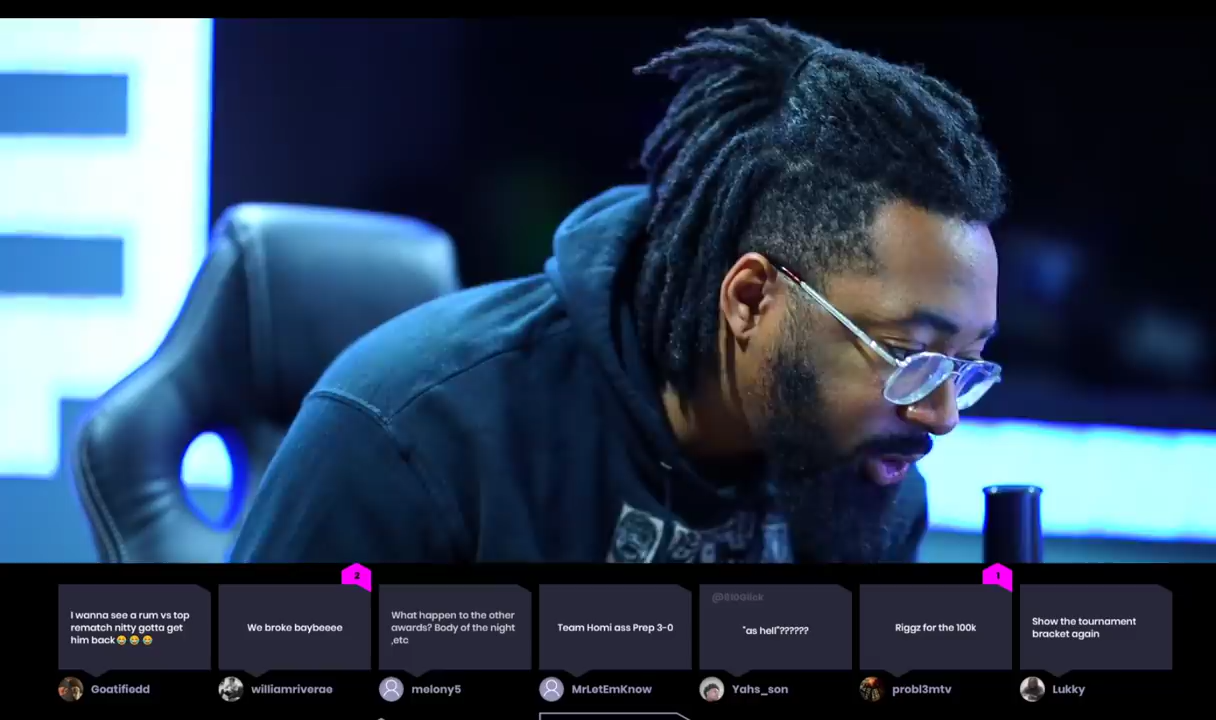 2
1
I wanna see a rum vs top
rematch nitty gotta get
him back😂😂😂
We broke baybeeee
What happen to the other
awards? Body of the night
,etc
Team Homi ass Prep 3-0
"as hell"??????
Riggz for the 100k
Show the tournament
bracket again
Goatifiedd
williamriverae
melony5
MrLetEmKnow
Yahs_son
probl3mtv
Lukky